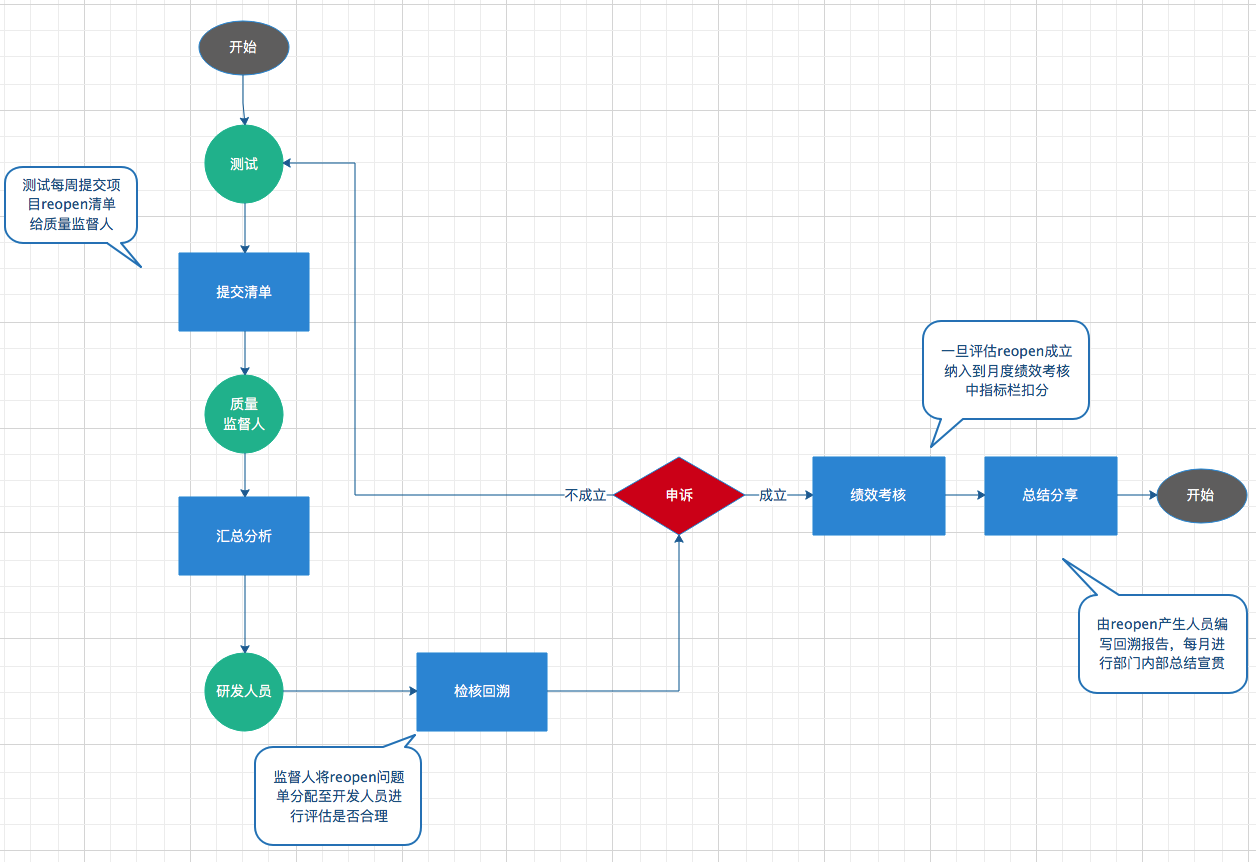 开始
测试
测试每周提交项
目reopen清单
给质量监督人
提交清单
质量
监督人
汇总分析
研发人员
检核回溯
监督人将reopen问题
单分配至开发人员进
行评估是否合理
不成立
申诉
成立
一旦评估reopen成立
纳入到月度绩效考核
中指标栏扣分
绩效考核
总结分享
开始
由reopen产生人员编
写回溯报告，每月进
行部门内部总结宣贯